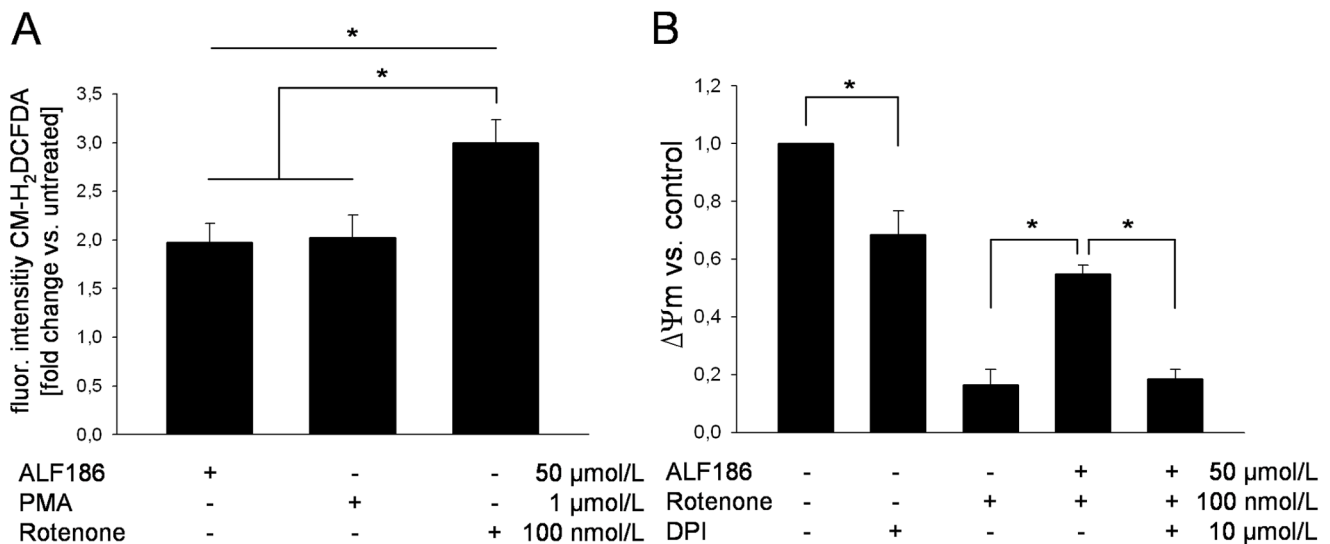 A
*
*
fluor. intensitiy CM-H₂DCFDA
[fold change vs. untreated]
3,5
3,0
2,5
2,0
1,5
1,0
0,5
0,0
ALF186 + - - 50 µmol/L
PMA - + - 1 µmol/L
Rotenone - - + 100 nmol/L
B
ΔΨm vs. control
1,2
1,0
0,8
0,6
0,4
0,2
0,0
*
*
*
ALF186 - - - + + 50 µmol/L
Rotenone - - + + + 100 nmol/L
DPI - + - - + 10 µmol/L